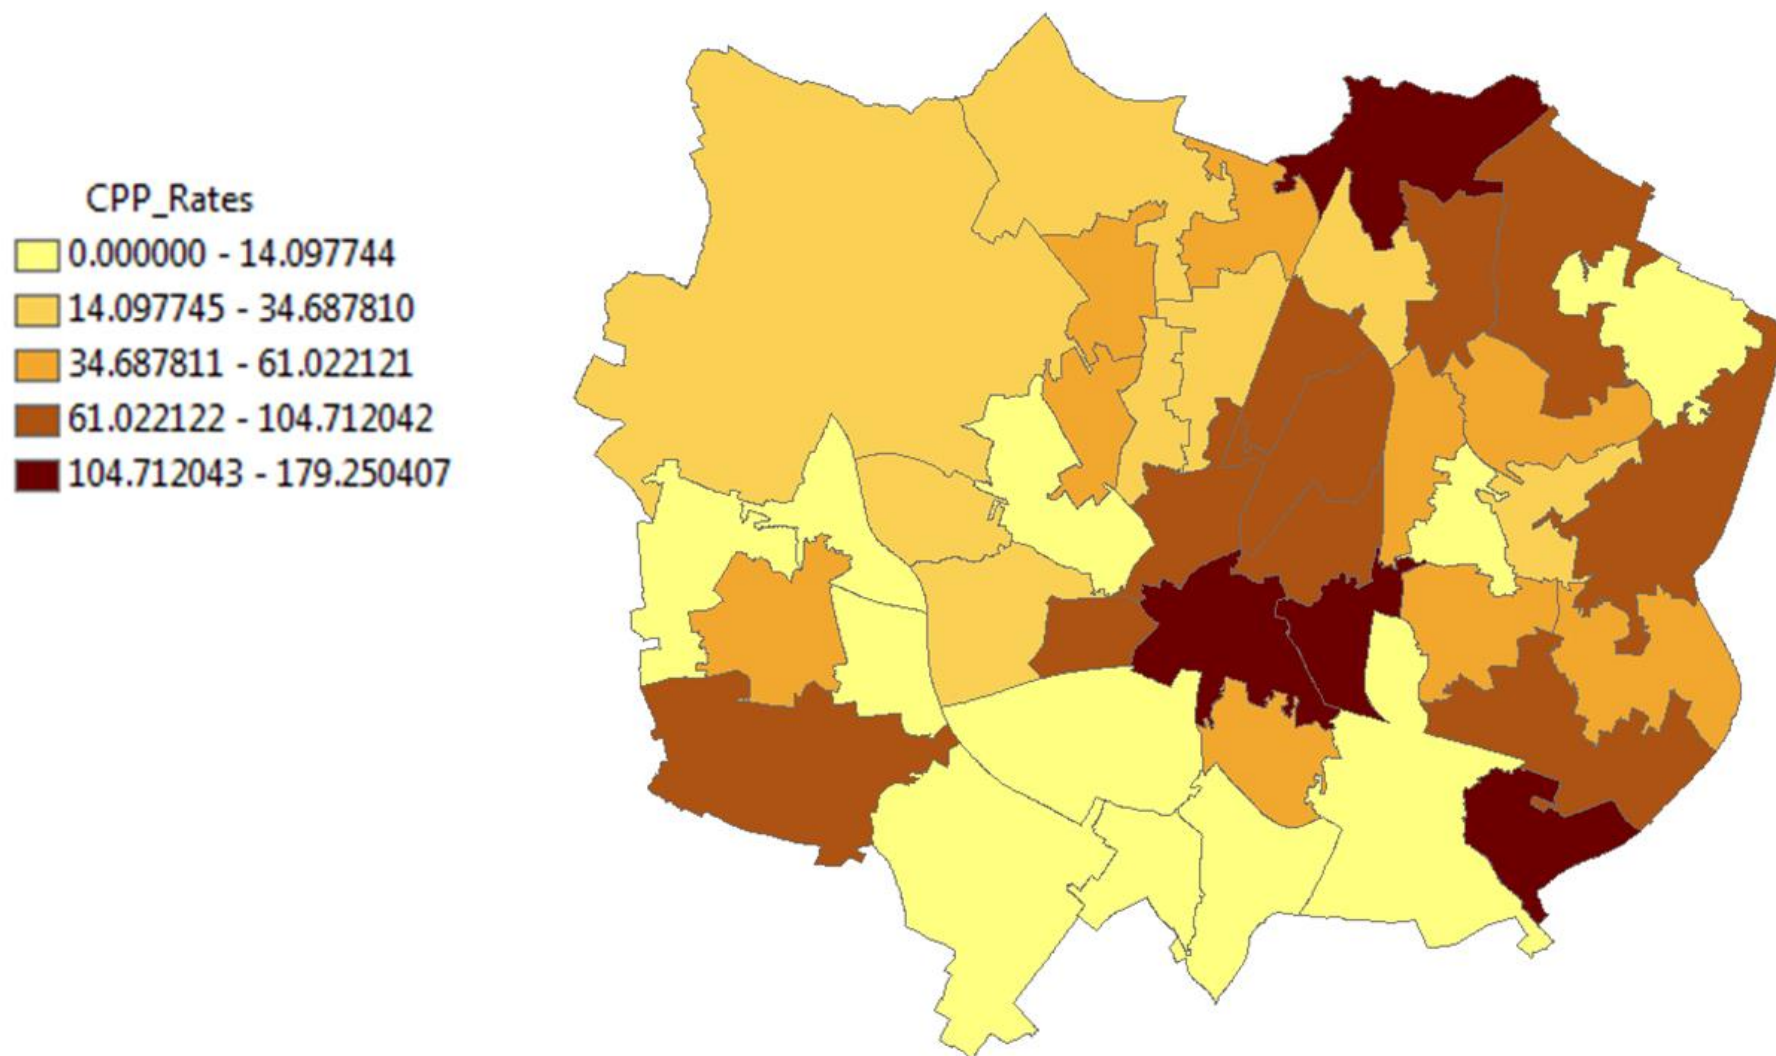 CPP_Rates
0.000000 - 14.097744
14.097745 - 34.687810
34.687811 - 61.022121
61.022122 - 104.712042
104.712043 - 179.250407